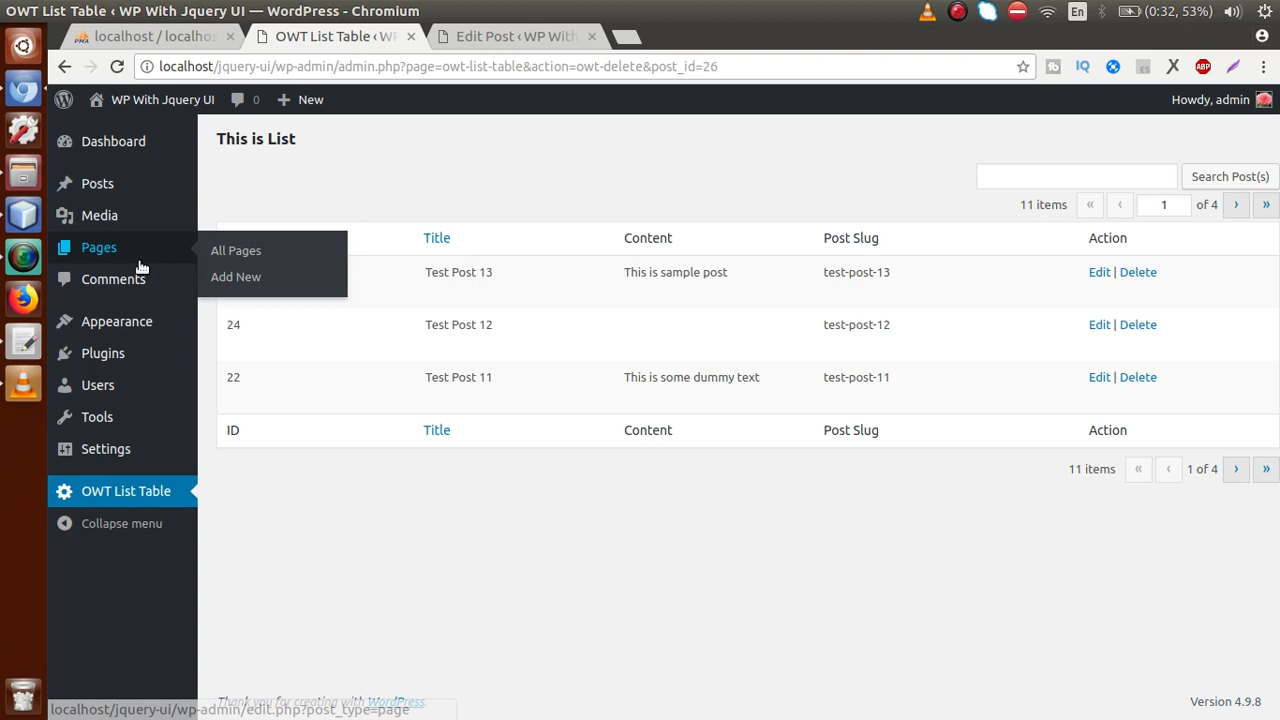 OWT List Table ‹ WP With Jquery UI — WordPress - Chromium
En
(0:32, 53%)
localhost / localhos
OWT List Table ‹ WP
Edit Post ‹ WP With
localhost/jquery-ui/wp-admin/admin.php?page=owt-list-table&action=owt-delete&post_id=26
IQ
ABP
WP With Jquery UI
0
New
Howdy, admin
Dashboard
Posts
Media
Pages
Comments
Appearance
Plugins
Users
Tools
Settings
OWT List Table
Collapse menu
All Pages
Add New
This is List
Search Post(s)
11 items « ‹ 1 of 4 › »
Title Content Post Slug Action
Test Post 13 This is sample post test-post-13 Edit | Delete
24 Test Post 12 test-post-12 Edit | Delete
22 Test Post 11 This is some dummy text test-post-11 Edit | Delete
ID Title Content Post Slug Action
11 items « ‹ 1 of 4 › »
Thank you for creating with WordPress.
Version 4.9.8
localhost/jquery-ui/wp-admin/edit.php?post_type=page